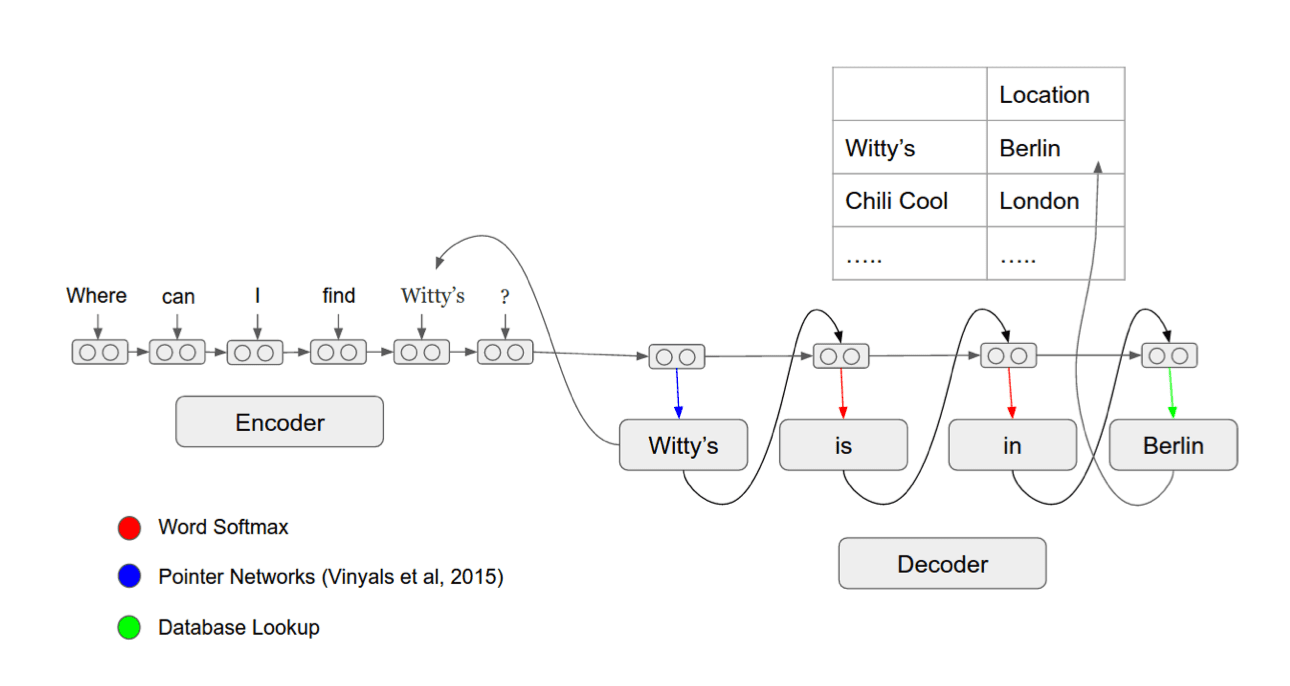 Location
Witty’s Berlin
Chili Cool London
..... .....
Where can I find Witty’s ?
Encoder
Witty’s is in Berlin
Decoder
Word Softmax
Pointer Networks (Vinyals et al, 2015)
Database Lookup